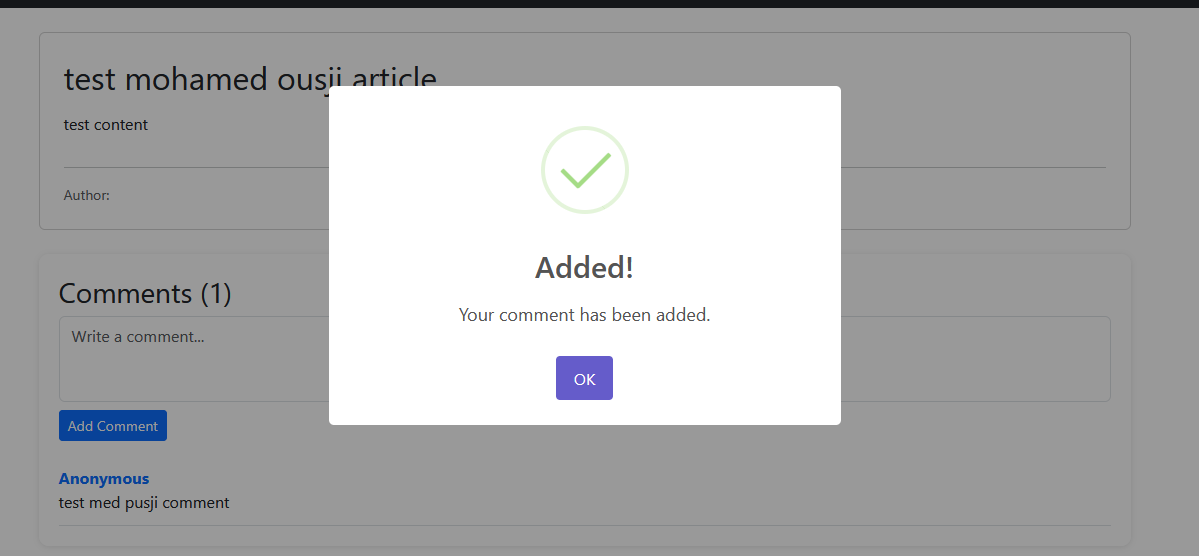 test mohamed ousji article
test content
Author:
Added!
Your comment has been added.
OK
Comments (1)
Write a comment...
Add Comment
Anonymous
test med pusji comment